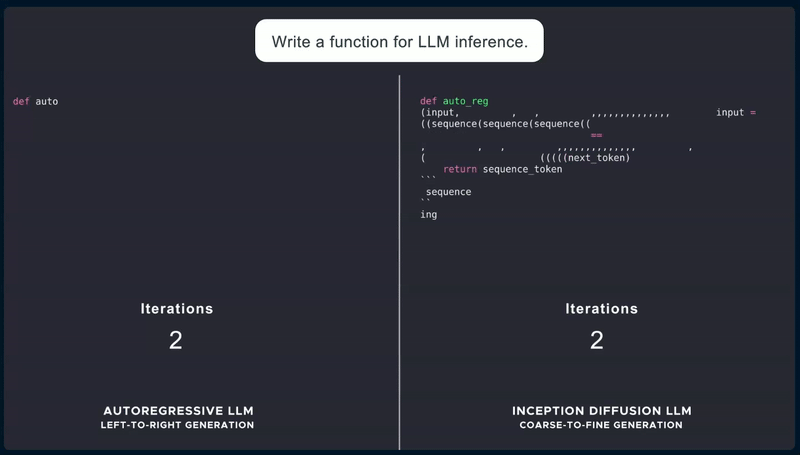 Write a function for LLM inference.
def auto
Iterations
2
AUTOREGRESSIVE LLM
LEFT-TO-RIGHT GENERATION
def auto_reg
(input,         ,   ,         ,,,,,,,,,,,,,,        input =
((sequence(sequence(sequence((
                              ==
,         ,   ,         ,,,,,,,,,,,,,,         ,
(                    (((((next_token)
    return sequence_token
```
 sequence
``
ing
Iterations
2
INCEPTION DIFFUSION LLM
COARSE-TO-FINE GENERATION